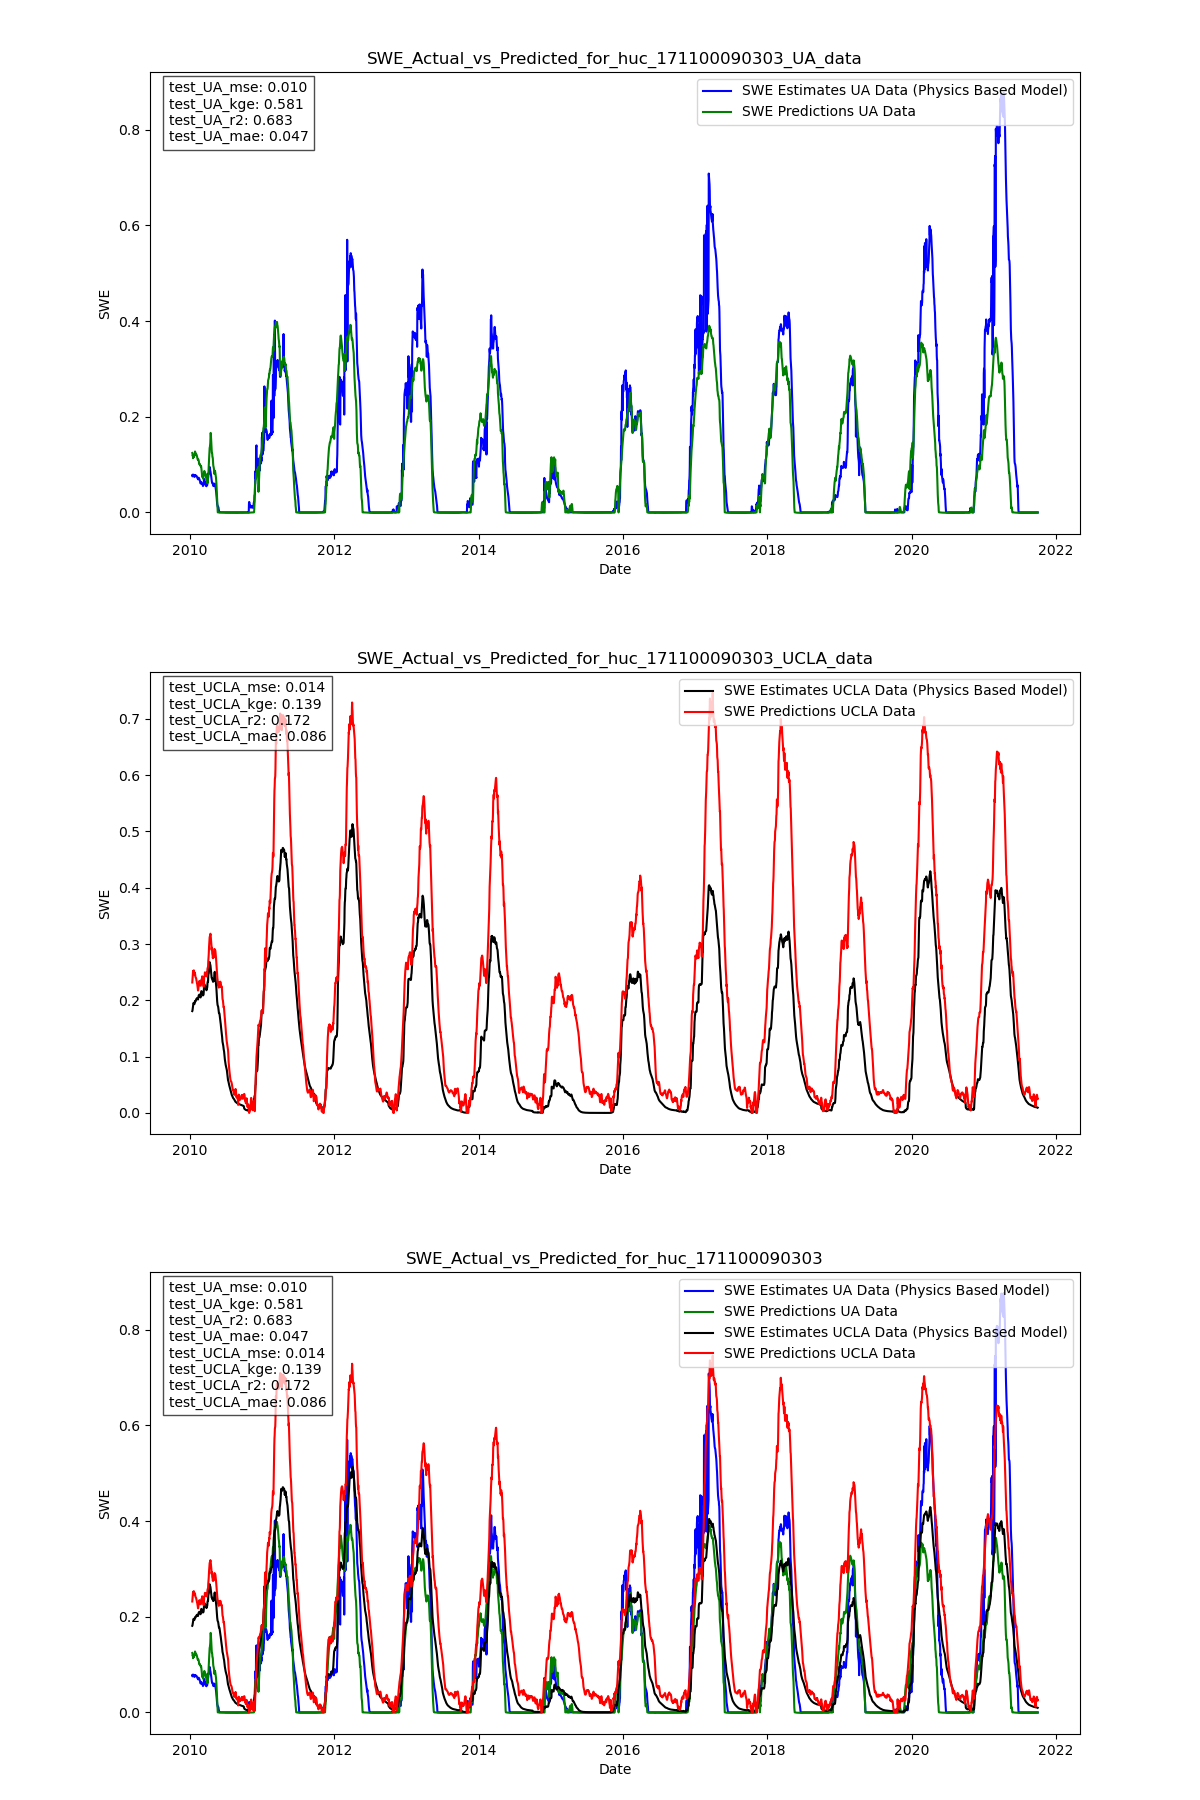 SWE_Actual_vs_Predicted_for_huc_171100090303_UA_data
test_UA_mse: 0.010
test_UA_kge: 0.581
test_UA_r2: 0.683
test_UA_mae: 0.047
SWE Estimates UA Data (Physics Based Model)
SWE Predictions UA Data
0.8
0.6
0.4
0.2
0.0
SWE
2010 2012 2014 2016 2018 2020 2022
Date
SWE_Actual_vs_Predicted_for_huc_171100090303_UCLA_data
test_UCLA_mse: 0.014
test_UCLA_kge: 0.139
test_UCLA_r2: 0.172
test_UCLA_mae: 0.086
SWE Estimates UCLA Data (Physics Based Model)
SWE Predictions UCLA Data
0.7
0.6
0.5
0.4
0.3
0.2
0.1
0.0
SWE
2010 2012 2014 2016 2018 2020 2022
Date
SWE_Actual_vs_Predicted_for_huc_171100090303
test_UA_mse: 0.010
test_UA_kge: 0.581
test_UA_r2: 0.683
test_UA_mae: 0.047
test_UCLA_mse: 0.014
test_UCLA_kge: 0.139
test_UCLA_r2: 0.172
test_UCLA_mae: 0.086
SWE Estimates UA Data (Physics Based Model)
SWE Predictions UA Data
SWE Estimates UCLA Data (Physics Based Model)
SWE Predictions UCLA Data
0.8
0.6
0.4
0.2
0.0
SWE
2010 2012 2014 2016 2018 2020 2022
Date